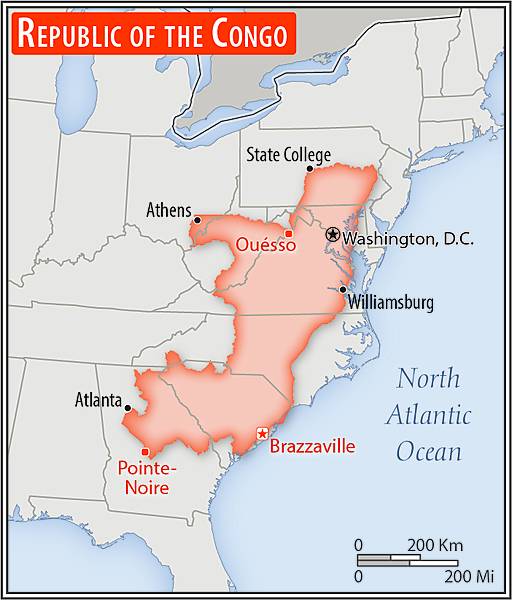 REPUBLIC OF THE CONGO
State College
Athens
Ouésso
Washington, D.C.
Williamsburg
Atlanta
North
Atlantic
Ocean
Brazzaville
Pointe-
Noire
0 200 Km
0 200 Mi